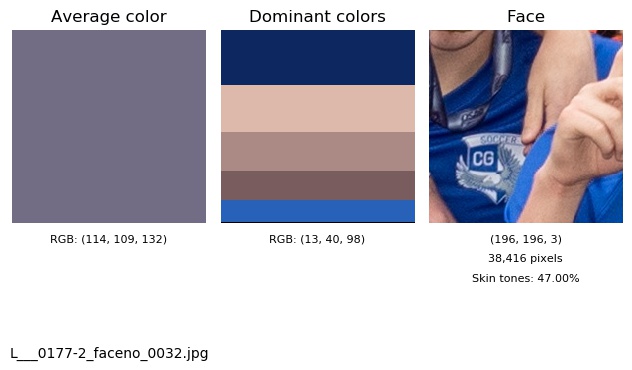 Average color
Dominant colors
Face
SOCCER
CG
RGB: (114, 109, 132)
RGB: (13, 40, 98)
(196, 196, 3)
38,416 pixels
Skin tones: 47.00%
L___0177-2_faceno_0032.jpg